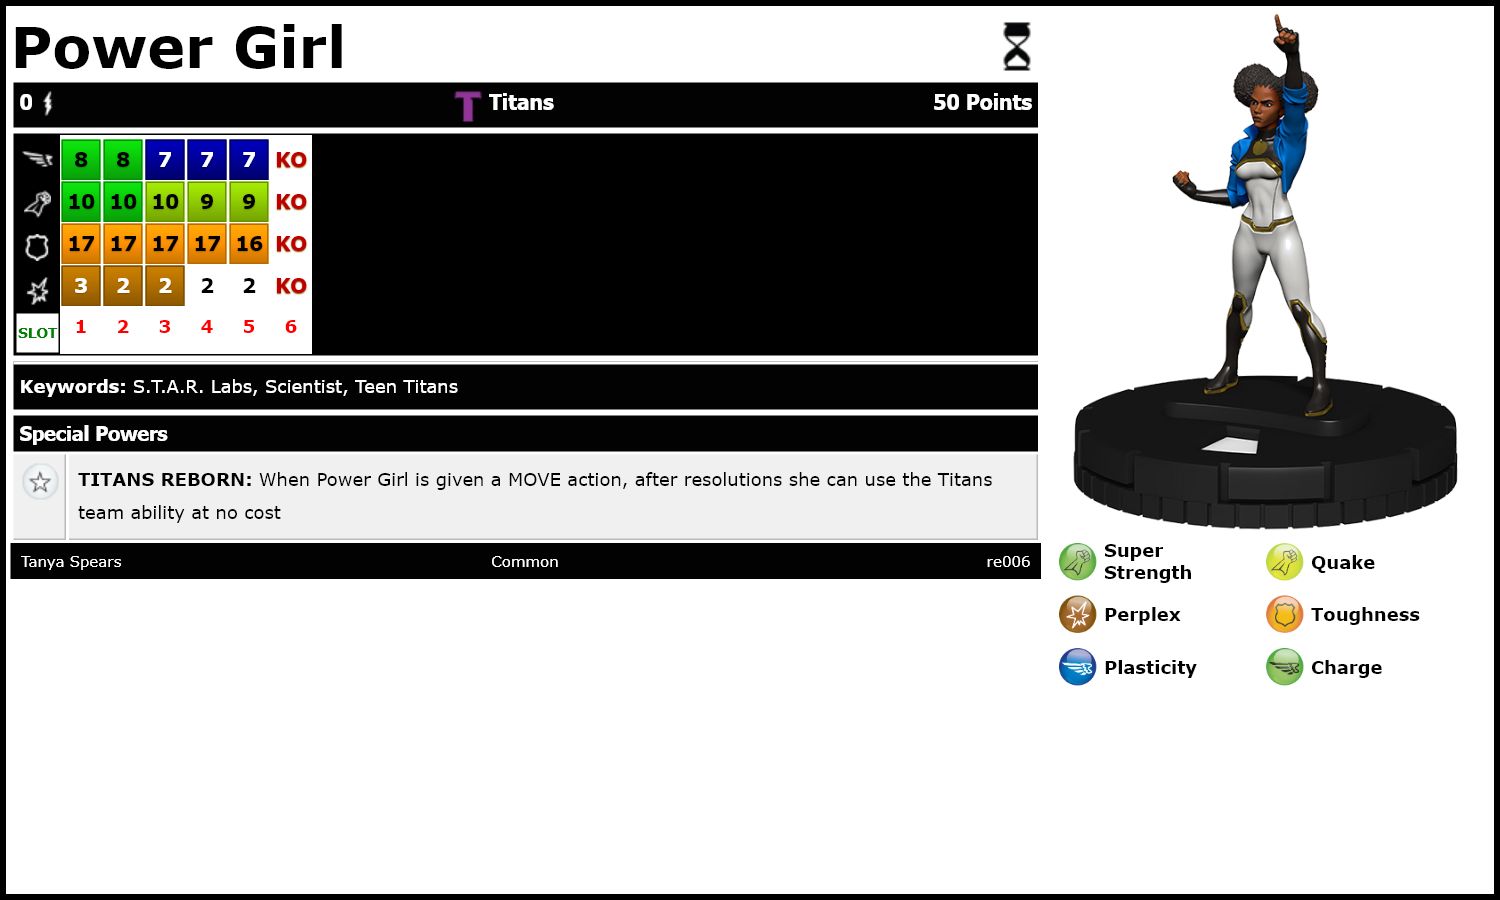 Power Girl
0 Titans 50 Points
8 8 7 7 7 KO
10 10 10 9 9 KO
17 17 17 17 16 KO
3 2 2 2 2 KO
SLOT 1 2 3 4 5 6
Keywords: S.T.A.R. Labs, Scientist, Teen Titans
Special Powers
TITANS REBORN: When Power Girl is given a MOVE action, after resolutions she can use the Titans
team ability at no cost
Tanya Spears Common re006
Super
Strength
Quake
Perplex
Toughness
Plasticity
Charge